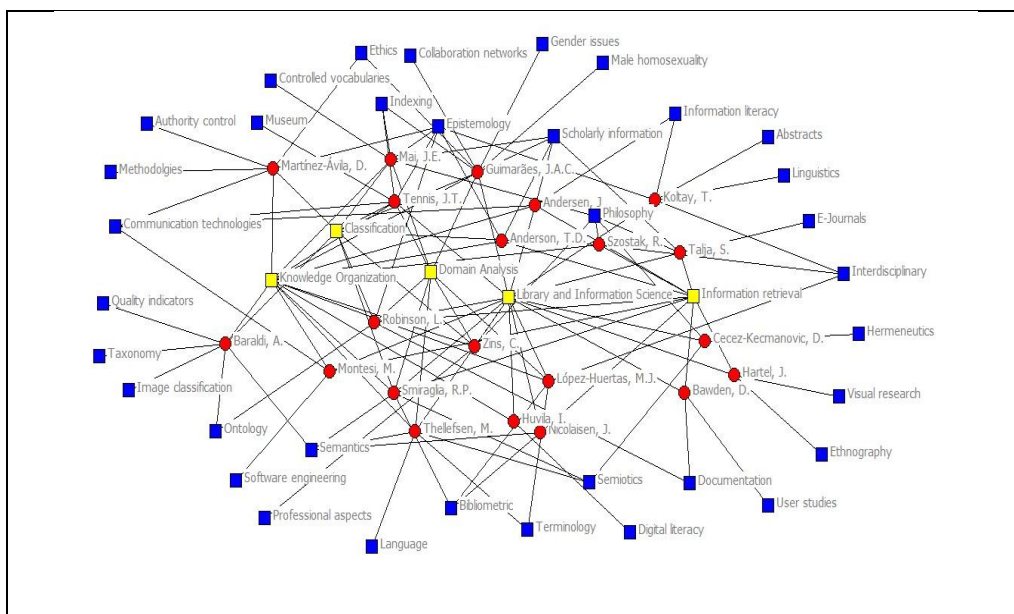 Gender issues
Ethics
Collaboration networks
Male homosexuality
Controlled vocabularies
Indexing
Information literacy
Authority control
Museum
Epistemology
Scholarly information
Abstracts
Mai, J.E.
Martínez-Ávila, D.
Guimarães, J.A.C.
Methodolgies
Linguistics
Koltay, T.
Tennis, J.T.
Andersen, J
Philosophy
Communication technologies
E-Journals
Classification
Anderson, T.D.
Szostak, R.
Talja, S.
Knowledge Organization
Domain Analysis
Interdisciplinary
Library and Information Science
Information retrieval
Quality indicators
Robinson, L.
Hermeneutics
Baraldi, A.
Zins, C.
Cecez-Kecmanovic, D.
Taxonomy
Montesi, M.
Hartel, J.
López-Huertas, M.J.
Image classification
Smiraglia, R.P.
Bawden, D.
Visual research
Huvila, I.
Ontology
Thellefsen, M.
Nicolaisen, J.
Semantics
Ethnography
Software engineering
Semiotics
Documentation
Bibliometric
User studies
Professional aspects
Terminology
Digital literacy
Language